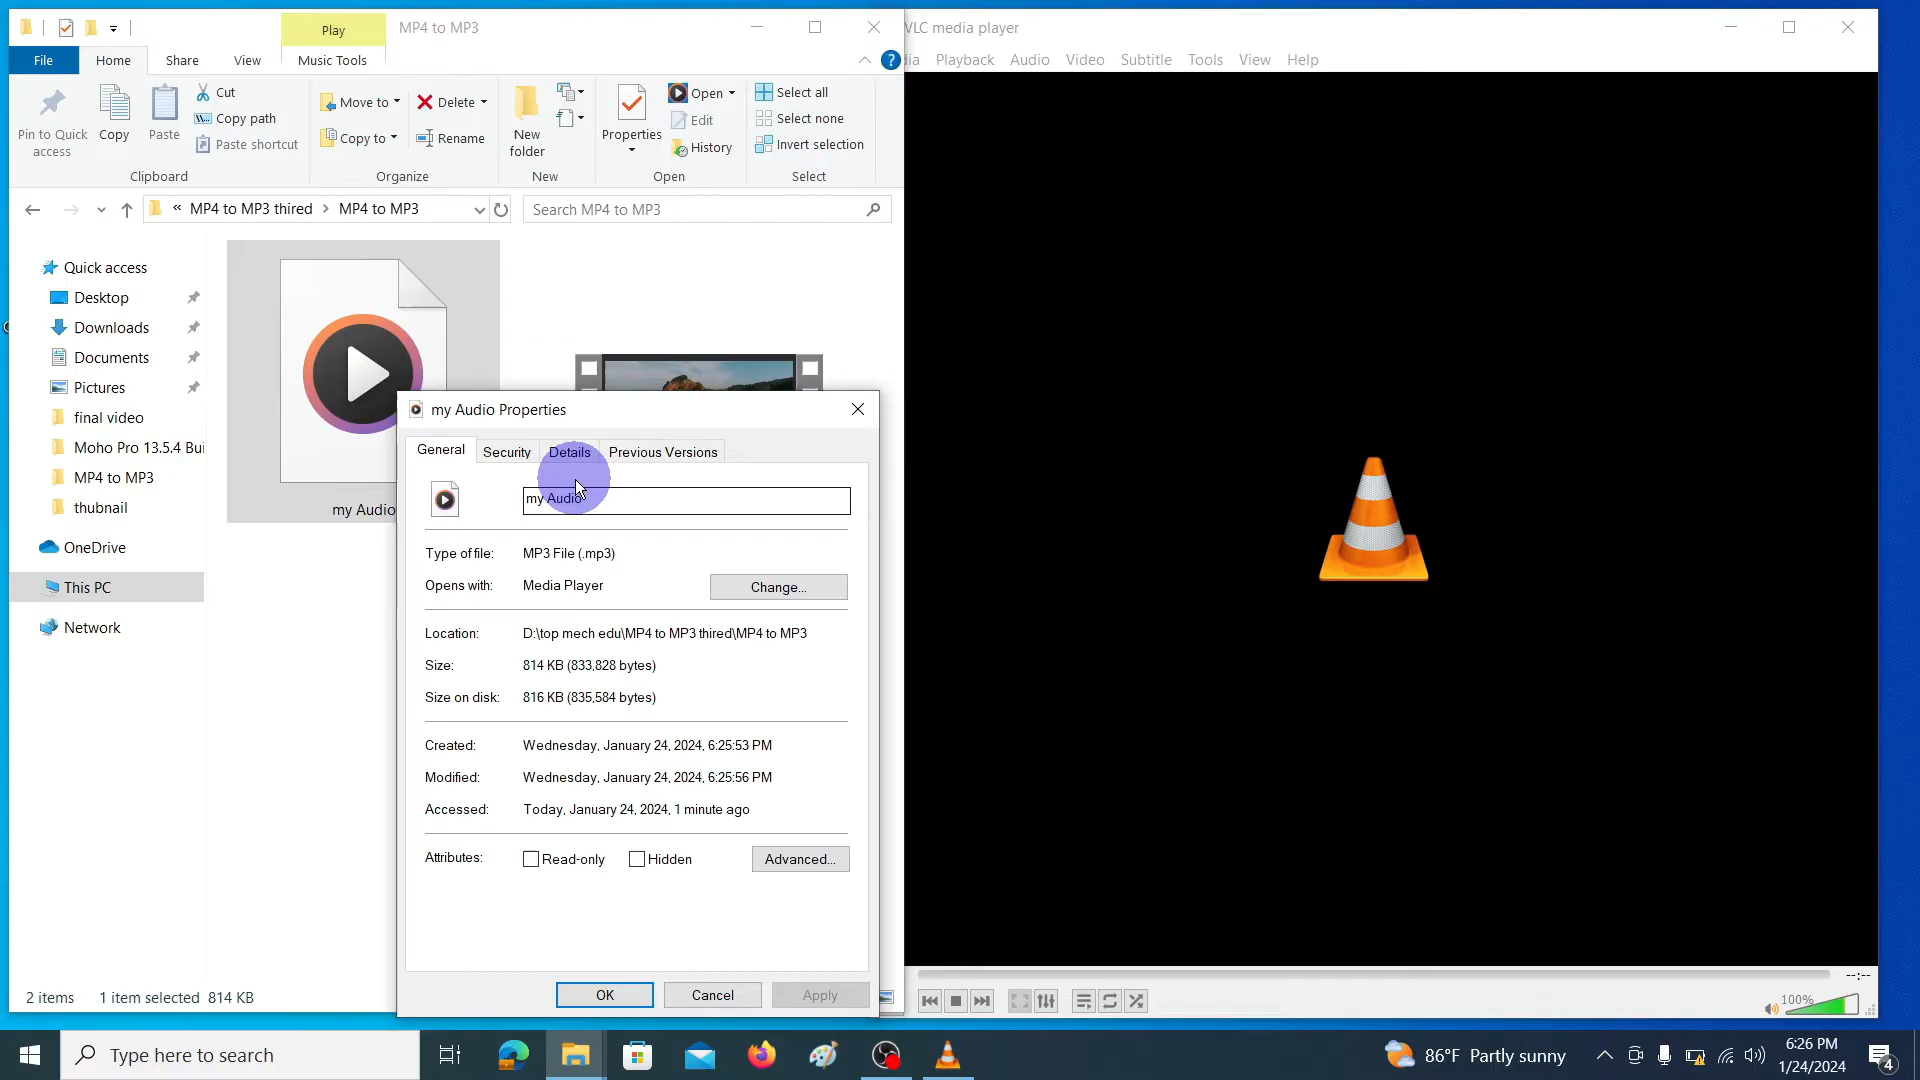 Play
MP4 to MP3
File
Home
Share
View
Music Tools
Pin to Quick
access
Copy
Paste
Cut
Copy path
Paste shortcut
Clipboard
Move to
Copy to
Delete
Rename
Organize
New
folder
New
Properties
Open
Edit
History
Open
Select all
Select none
Invert selection
Select
« MP4 to MP3 thired › MP4 to MP3
Search MP4 to MP3
Quick access
Desktop
Downloads
Documents
Pictures
final video
Moho Pro 13.5.4 Bui
MP4 to MP3
thubnail
OneDrive
This PC
Network
my Audio
2 items
1 item selected 814 KB
my Audio Properties
General
Security
Details
Previous Versions
my Audio
Type of file: MP3 File (.mp3)
Opens with: Media Player
Change...
Location: D:\top mech edu\MP4 to MP3 thired\MP4 to MP3
Size: 814 KB (833,828 bytes)
Size on disk: 816 KB (835,584 bytes)
Created: Wednesday, January 24, 2024, 6:25:53 PM
Modified: Wednesday, January 24, 2024, 6:25:56 PM
Accessed: Today, January 24, 2024, 1 minute ago
Attributes:
Read-only
Hidden
Advanced...
OK
Cancel
Apply
VLC media player
dia
Playback
Audio
Video
Subtitle
Tools
View
Help
--:--
100%
Type here to search
86°F Partly sunny
6:26 PM
1/24/2024
4